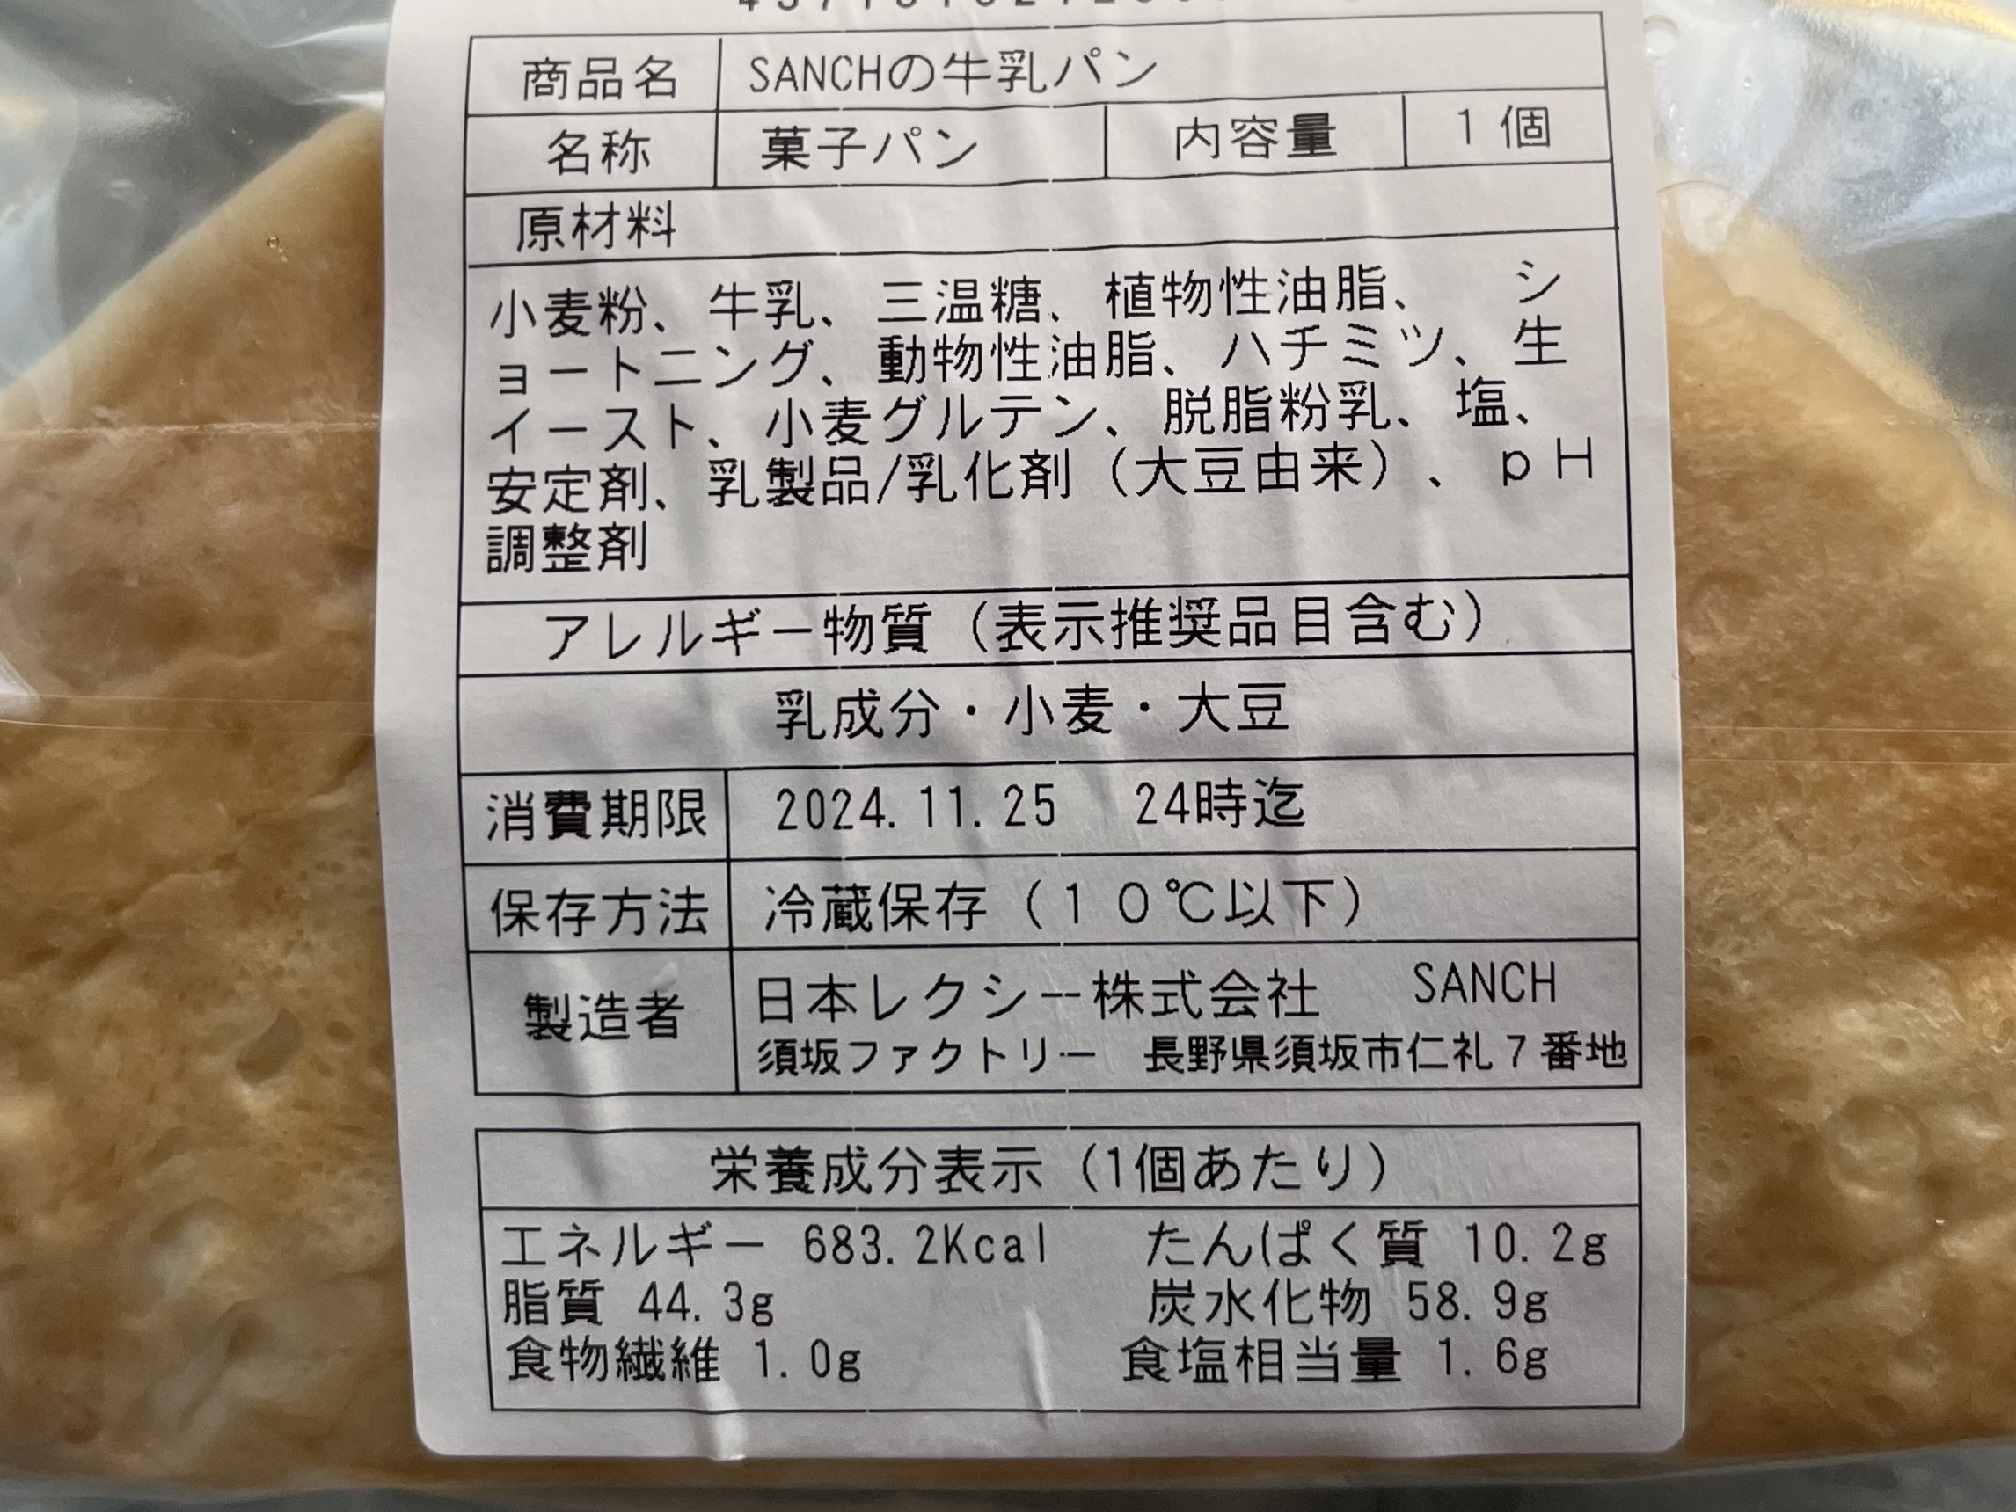 商品名 SANCHの牛乳パン
名称 菓子パン 内容量 1個
原材料
小麦粉、牛乳、三温糖、植物性油脂、 シ
ョートニング、動物性油脂、ハチミツ、生
イースト、小麦グルテン、脱脂粉乳、塩、
安定剤、乳製品/乳化剤（大豆由来）、pH
調整剤
アレルギー物質（表示推奨品目含む）
乳成分・小麦・大豆
消費期限 2024.11.25 24時迄
保存方法 冷蔵保存（10℃以下）
製造者 日本レクシー株式会社 SANCH
須坂ファクトリー 長野県須坂市仁礼7番地
栄養成分表示（1個あたり）
エネルギー 683.2Kcal たんぱく質 10.2g
脂質 44.3g 炭水化物 58.9g
食物繊維 1.0g 食塩相当量 1.6g